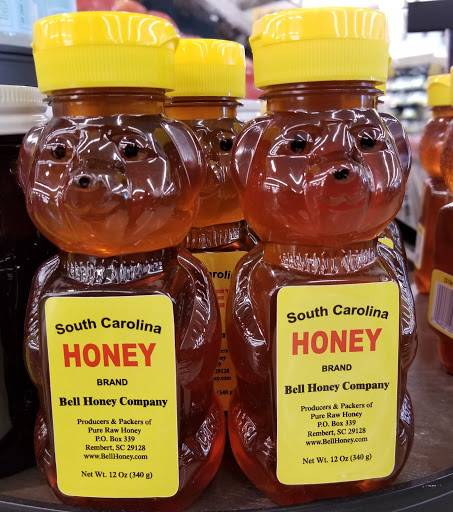 South Carolina
HONEY
BRAND
Bell Honey Company
Producers & Packers of
Pure Raw Honey
P.O. Box 339
Rembert, SC 29128
www.BellHoney.com
Net Wt. 12 Oz (340 g)
South Carolina
HONEY
BRAND
Bell Honey Company
Producers & Packers of
Pure Raw Honey
P.O. Box 339
Rembert, SC 29128
www.BellHoney.com
Net Wt. 12 Oz (340 g)